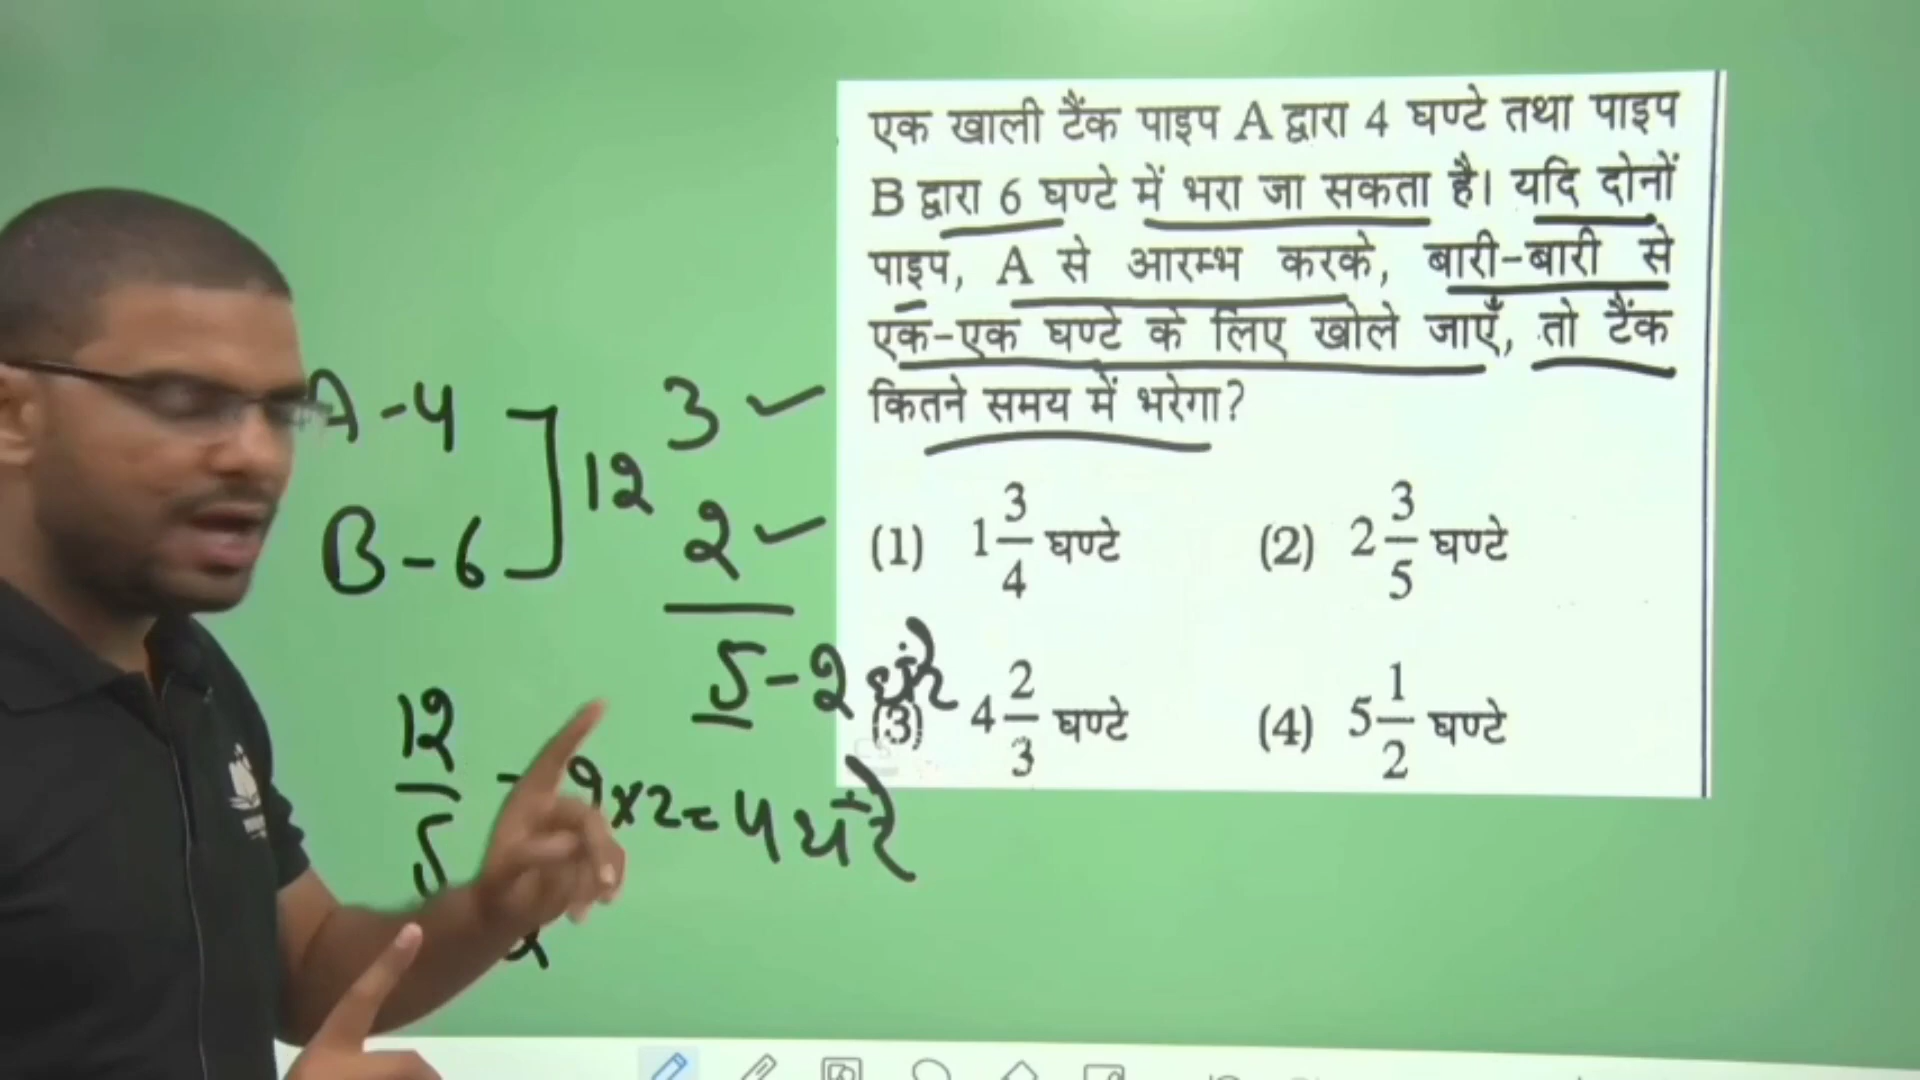 एक खाली टैंक पाइप A द्वारा 4 घण्टे तथा पाइप
B द्वारा 6 घण्टे में भरा जा सकता है। यदि दोनों
पाइप, A से आरम्भ करके, बारी-बारी से
एक-एक घण्टे के लिए खोले जाएँ, तो टैंक
कितने समय में भरेगा?
(1) 1 3/4 घण्टे (2) 2 3/5 घण्टे
(3) 4 2/3 घण्टे (4) 5 1/2 घण्टे
A-4
B-6
12
3
2
5-2 घंटे
12/5
2x2=4 घंटे